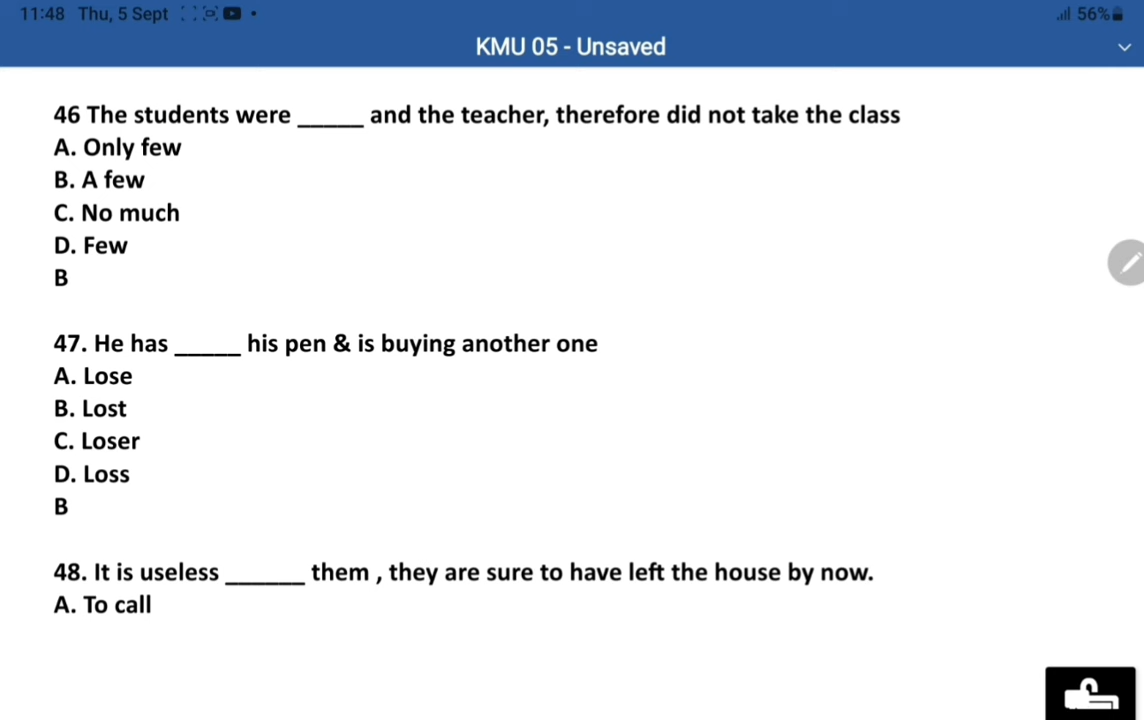 11:48 Thu, 5 Sept 56%
KMU 05 - Unsaved
46 The students were _____ and the teacher, therefore did not take the class
A. Only few
B. A few
C. No much
D. Few
B
47. He has _____ his pen & is buying another one
A. Lose
B. Lost
C. Loser
D. Loss
B
48. It is useless ______ them , they are sure to have left the house by now.
A. To call